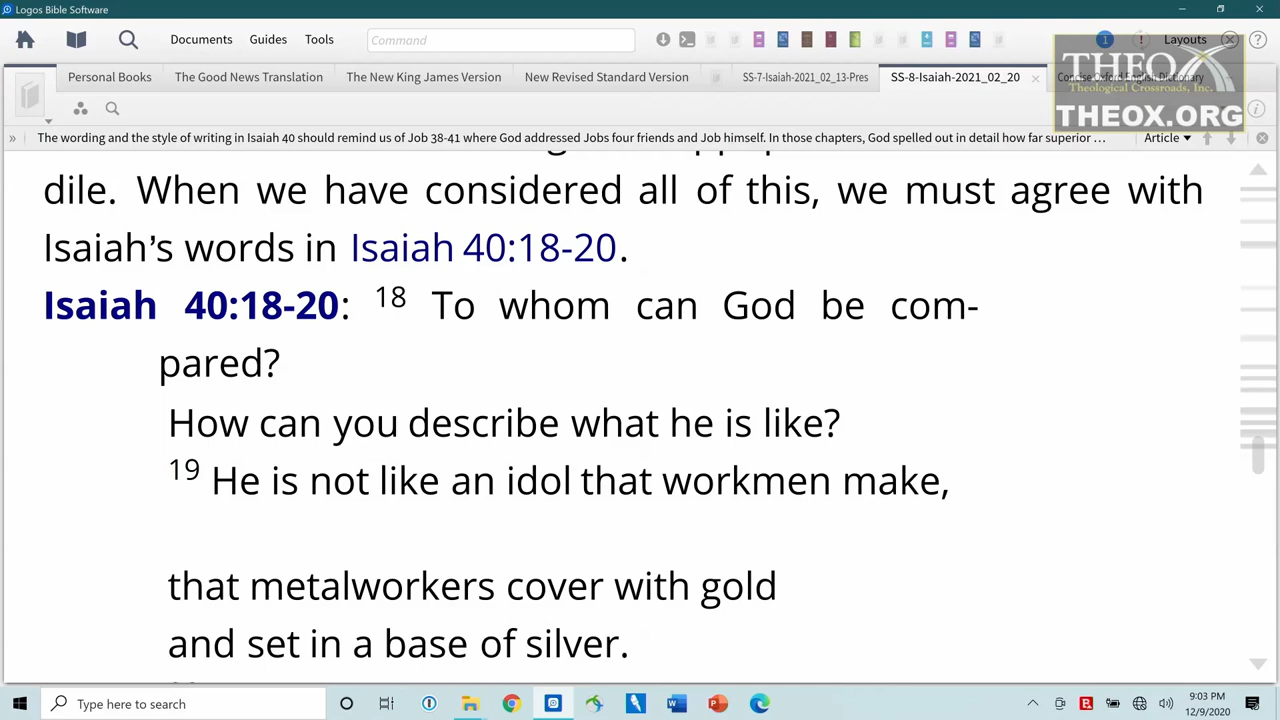 Logos Bible Software
Documents Guides Tools Command Layouts
Personal Books The Good News Translation The New King James Version New Revised Standard Version SS-7-Isaiah-2021_02_13-Pres SS-8-Isaiah-2021_02_20 Concise Oxford English Dictionary
THEO
Theological Crossroads, Inc.
THEOX.ORG
» The wording and the style of writing in Isaiah 40 should remind us of Job 38-41 where God addressed Jobs four friends and Job himself. In those chapters, God spelled out in detail how far superior … Article
dile. When we have considered all of this, we must agree with
Isaiah’s words in Isaiah 40:18-20.
Isaiah 40:18-20: 18 To whom can God be com-
pared?
How can you describe what he is like?
19 He is not like an idol that workmen make,
that metalworkers cover with gold
and set in a base of silver.
Type here to search
9:03 PM
12/9/2020